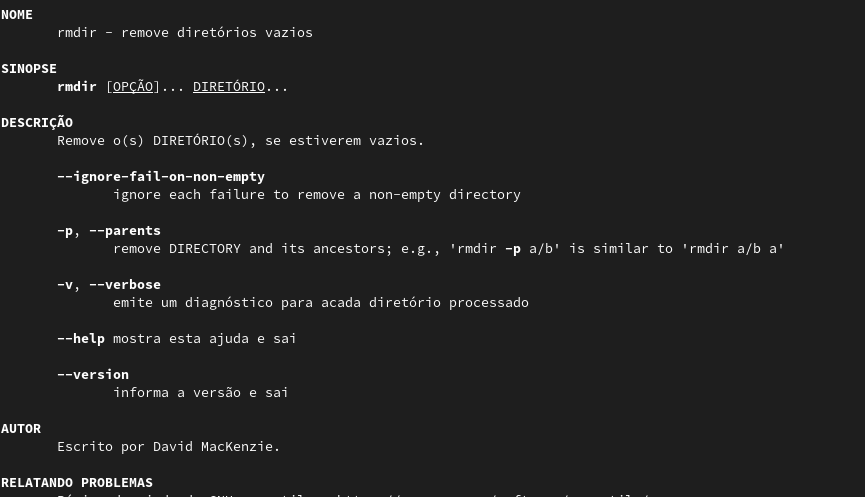 NOME
rmdir - remove diretórios vazios
SINOPSE
rmdir [OPÇÃO]... DIRETÓRIO...
DESCRIÇÃO
Remove o(s) DIRETÓRIO(s), se estiverem vazios.
--ignore-fail-on-non-empty
ignore each failure to remove a non-empty directory
-p, --parents
remove DIRECTORY and its ancestors; e.g., 'rmdir -p a/b' is similar to 'rmdir a/b a'
-v, --verbose
emite um diagnóstico para acada diretório processado
--help mostra esta ajuda e sai
--version
informa a versão e sai
AUTOR
Escrito por David MacKenzie.
RELATANDO PROBLEMAS